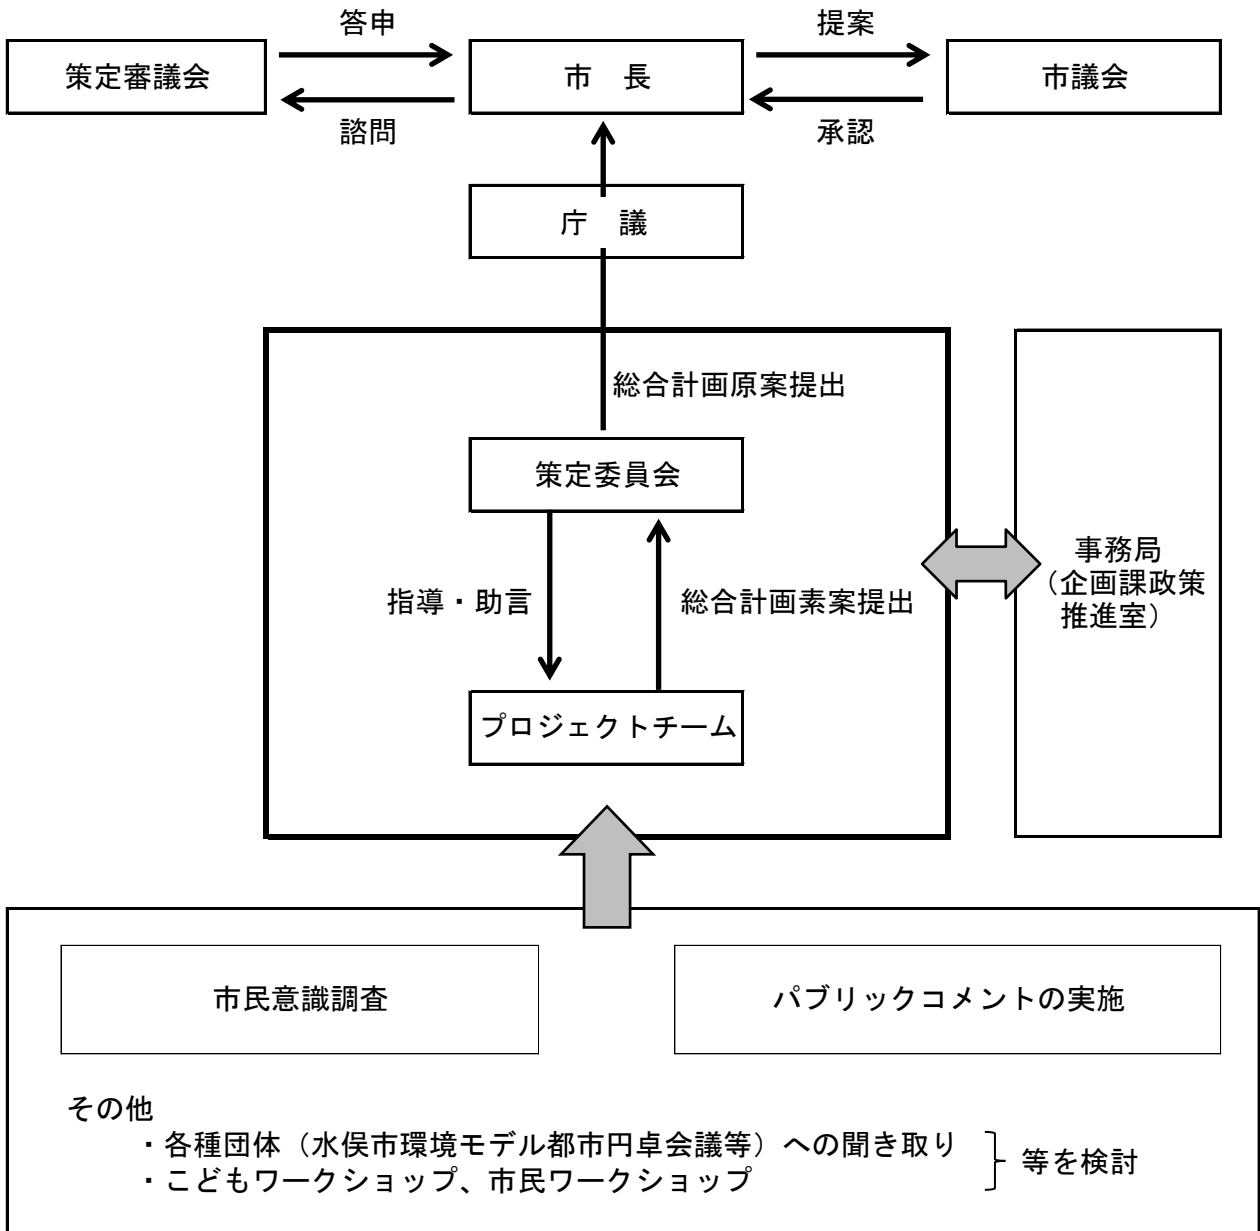 答申
提案
策定審議会
市　長
市議会
諮問
承認
庁　議
総合計画原案提出
策定委員会
指導・助言
総合計画素案提出
プロジェクトチーム
事務局
（企画課政策
推進室）
市民意識調査
パブリックコメントの実施
その他
・各種団体（水俣市環境モデル都市円卓会議等）への聞き取り
・こどもワークショップ、市民ワークショップ
等を検討